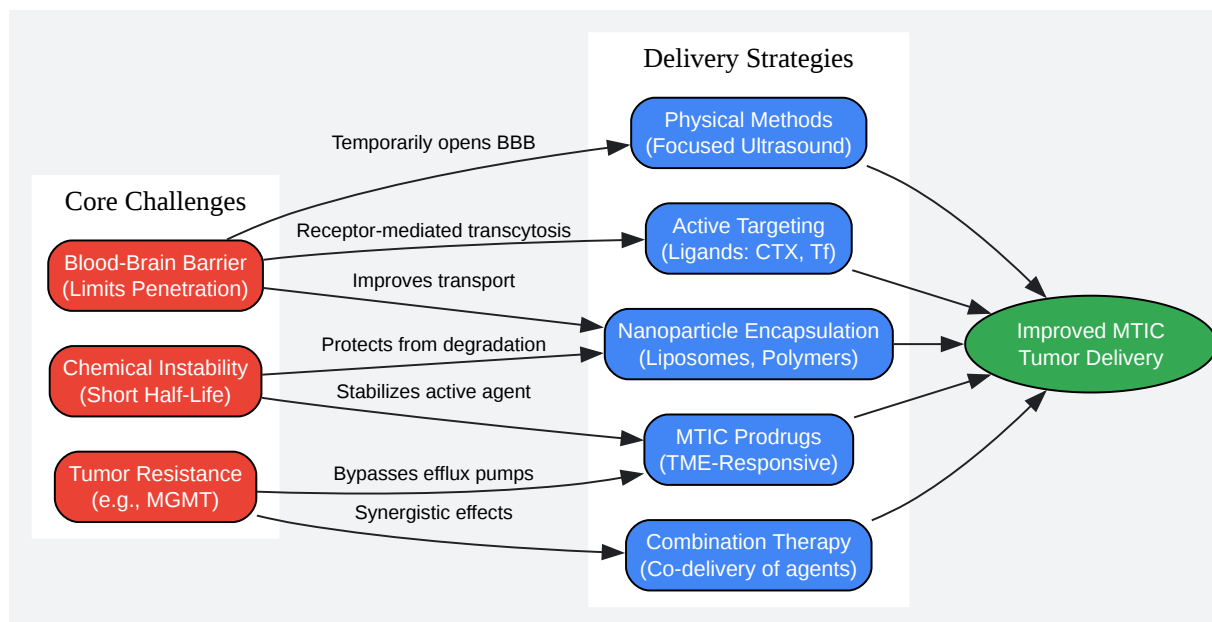 Core Challenges
Blood-Brain Barrier
(Limits Penetration)
Chemical Instability
(Short Half-Life)
Tumor Resistance
(e.g., MGMT)
Temporarily opens BBB
Receptor-mediated transcytosis
Improves transport
Protects from degradation
Stabilizes active agent
Bypasses efflux pumps
Synergistic effects
Delivery Strategies
Physical Methods
(Focused Ultrasound)
Active Targeting
(Ligands: CTX, Tf)
Nanoparticle Encapsulation
(Liposomes, Polymers)
MTIC Prodrugs
(TME-Responsive)
Combination Therapy
(Co-delivery of agents)
Improved MTIC
Tumor Delivery